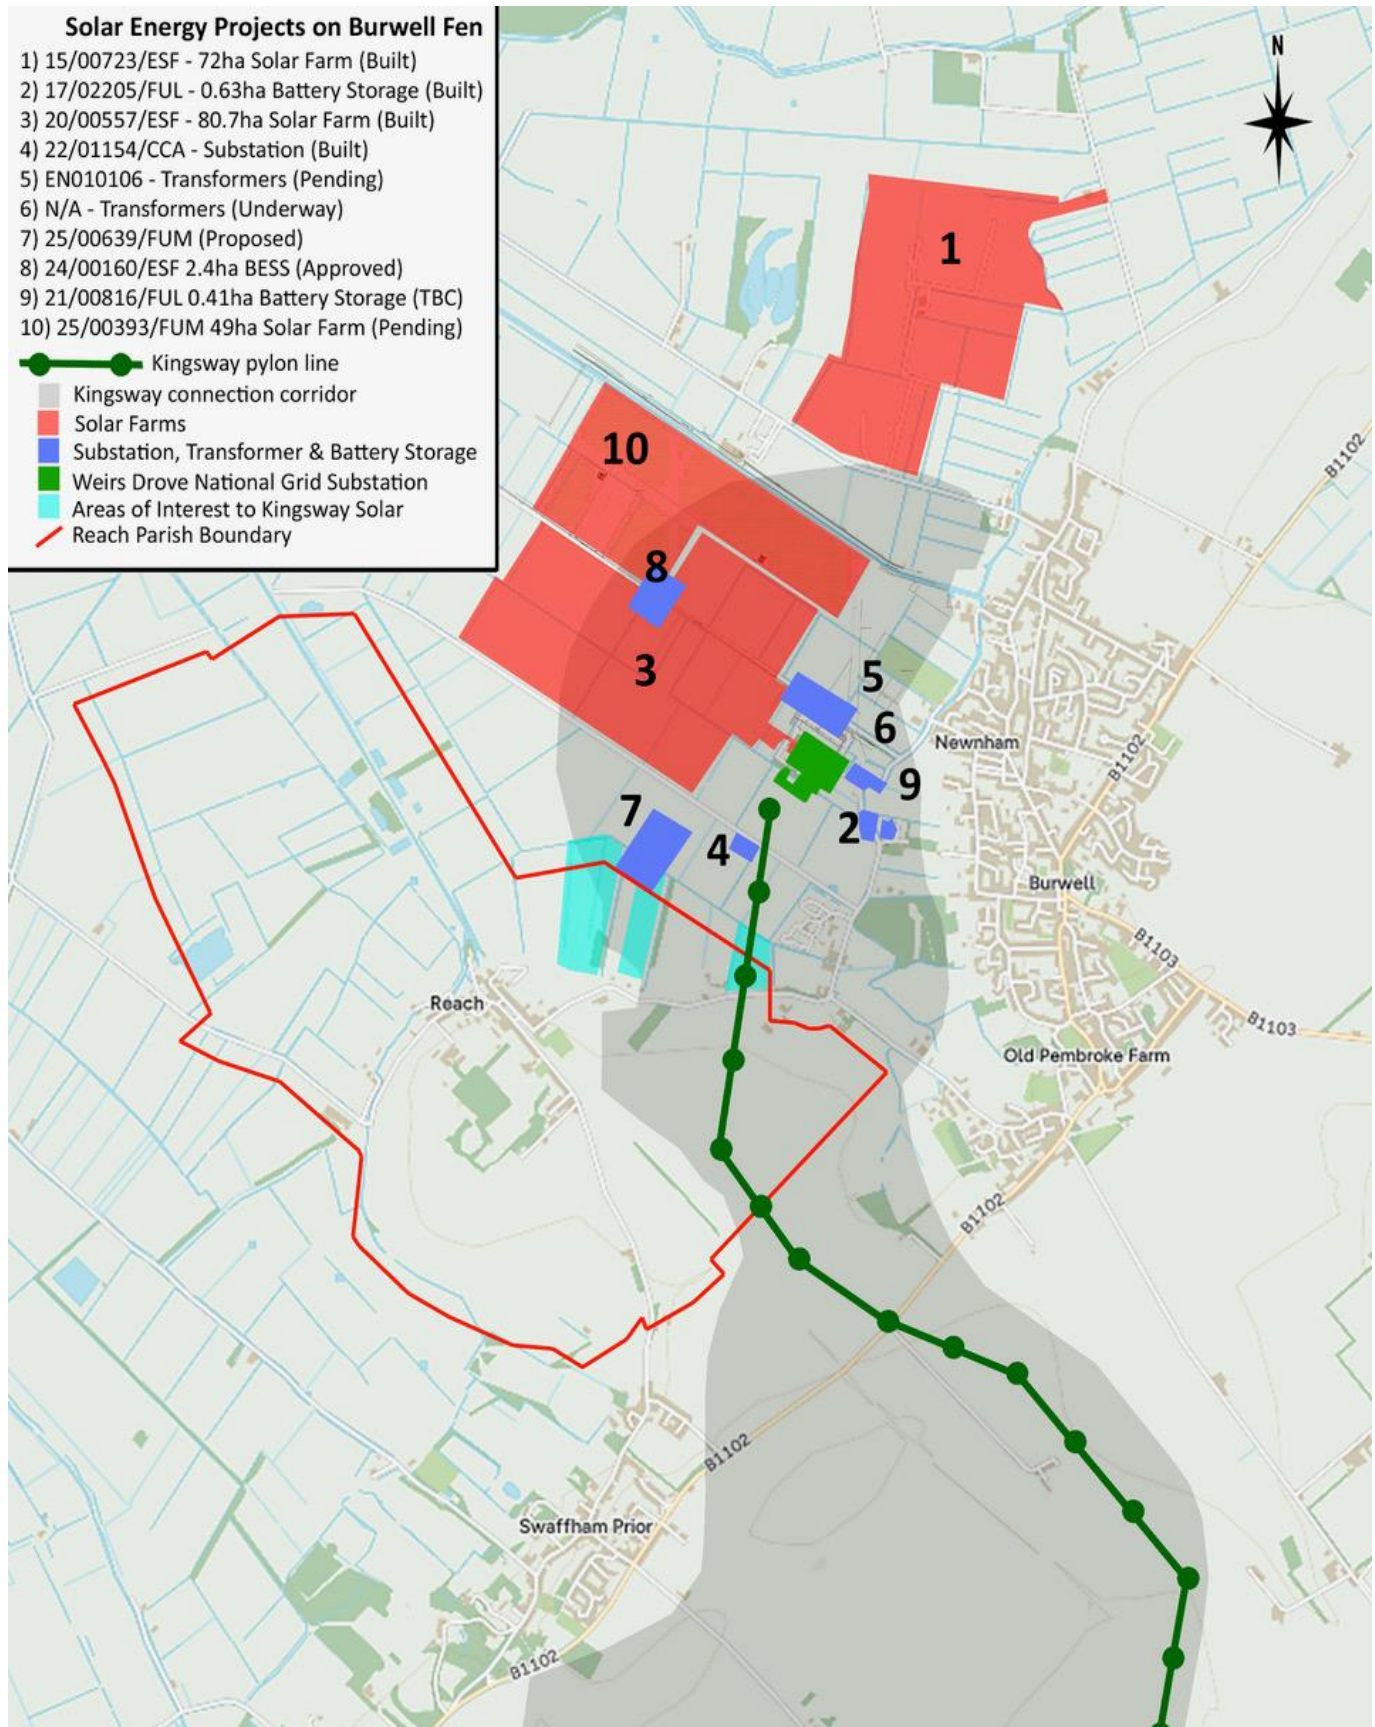 Solar Energy Projects on Burwell Fen
1) 15/00723/ESF - 72ha Solar Farm (Built)
2) 17/02205/FUL - 0.63ha Battery Storage (Built)
3) 20/00557/ESF - 80.7ha Solar Farm (Built)
4) 22/01154/CCA - Substation (Built)
5) EN010106 - Transformers (Pending)
6) N/A - Transformers (Underway)
7) 25/00639/FUM (Proposed)
8) 24/00160/ESF 2.4ha BESS (Approved)
9) 21/00816/FUL 0.41ha Battery Storage (TBC)
10) 25/00393/FUM 49ha Solar Farm (Pending)
Kingsway pylon line
Kingsway connection corridor
Solar Farms
Substation, Transformer & Battery Storage
Weirs Drove National Grid Substation
Areas of Interest to Kingsway Solar
Reach Parish Boundary
N
1
10
B1102
8
3
5
6
Newnham
B1102
9
7
2
4
Burwell
B1103
Reach
B1103
Old Pembroke Farm
B1102
B1102
Swaffham Prior
B1102